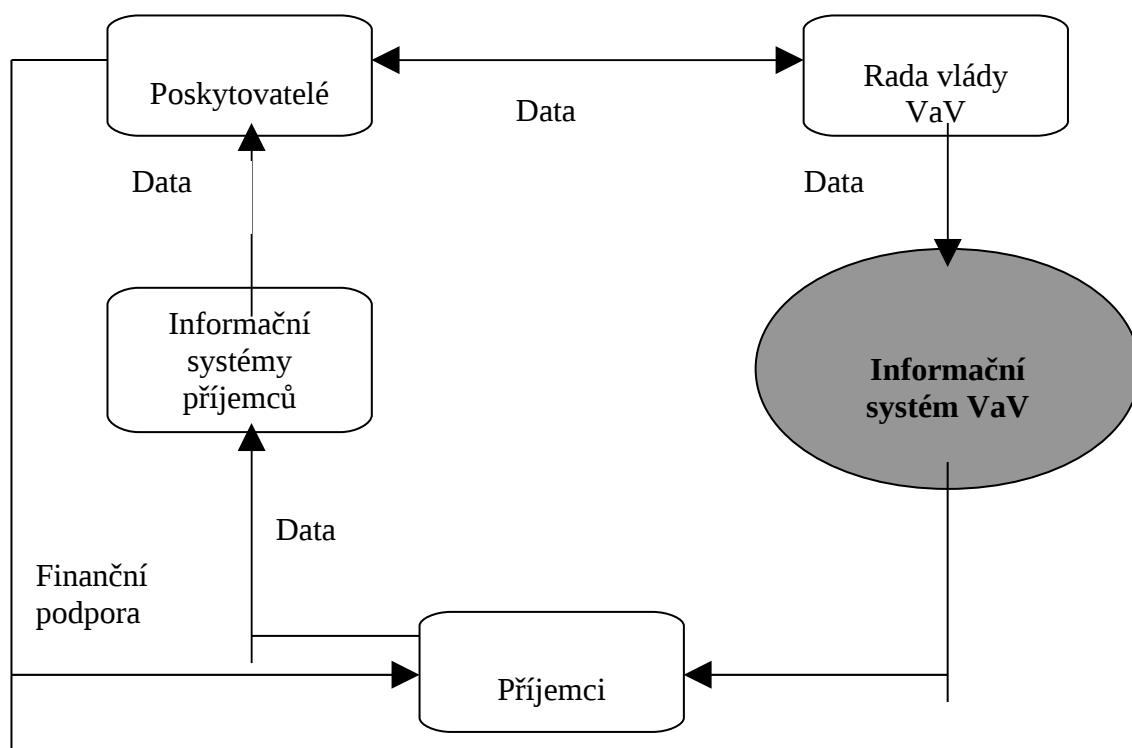 Poskytovatelé
Rada vlády
VaV
Data
Data
Data
Informační
systémy
příjemců
Informační
systém VaV
Data
Finanční
podpora
Příjemci